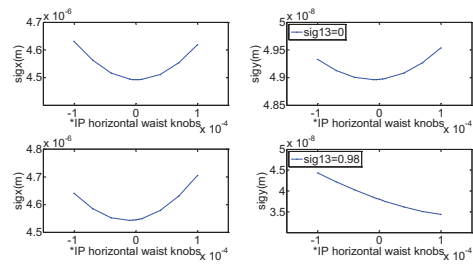 x 10⁻⁶
4.7
4.6
4.5
sigx(m)
-1 0 1
*IP horizontal waist knobs
x 10⁻⁴
x 10⁻⁸
5
4.95
4.9
4.85
sigy(m)
sig13=0
-1 0 1
*IP horizontal waist knobs
x 10⁻⁴
x 10⁻⁶
4.8
4.7
4.6
4.5
sigx(m)
-1 0 1
*IP horizontal waist knobs
x 10⁻⁴
x 10⁻⁸
5
4.5
4
3.5
sigy(m)
sig13=0.98
-1 0 1
*IP horizontal waist knobs
x 10⁻⁴